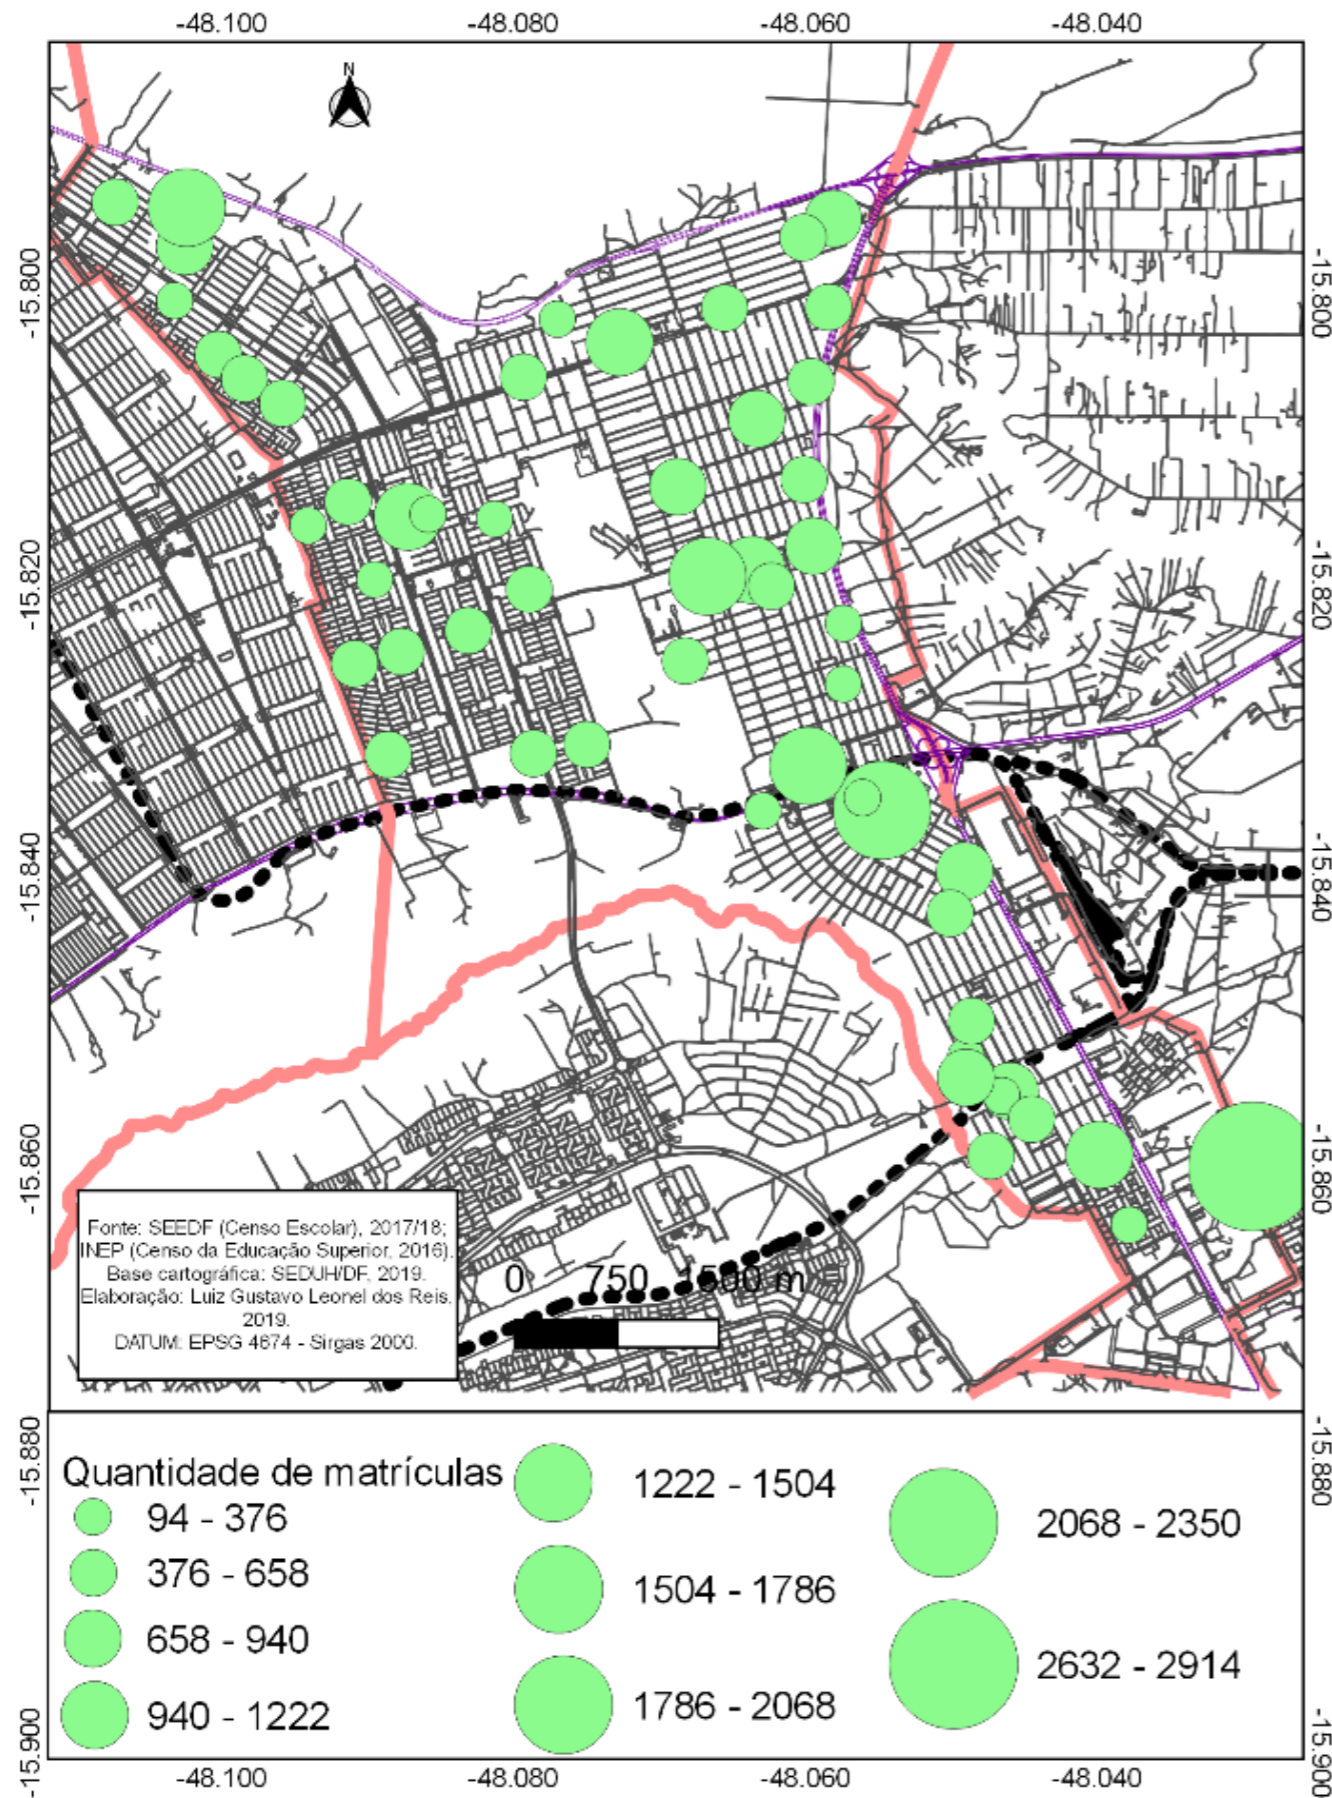 -48.100 -48.080 -48.060 -48.040
N
-15.800
-15.820
-15.840
-15.860
-15.880
-15.900
-15.800
-15.820
-15.840
-15.860
-15.880
-15.900
Fonte: SEEDF (Censo Escolar), 2017/18;
INEP (Censo da Educação Superior, 2016).
Base cartográfica: SEDUH/DF, 2019.
Elaboração: Luiz Gustavo Leonel dos Reis,
2019.
DATUM: EPSG 4674 - Sirgas 2000.
0 750 1500 m
Quantidade de matrículas
94 - 376
376 - 658
658 - 940
940 - 1222
1222 - 1504
1504 - 1786
1786 - 2068
2068 - 2350
2632 - 2914
-48.100 -48.080 -48.060 -48.040